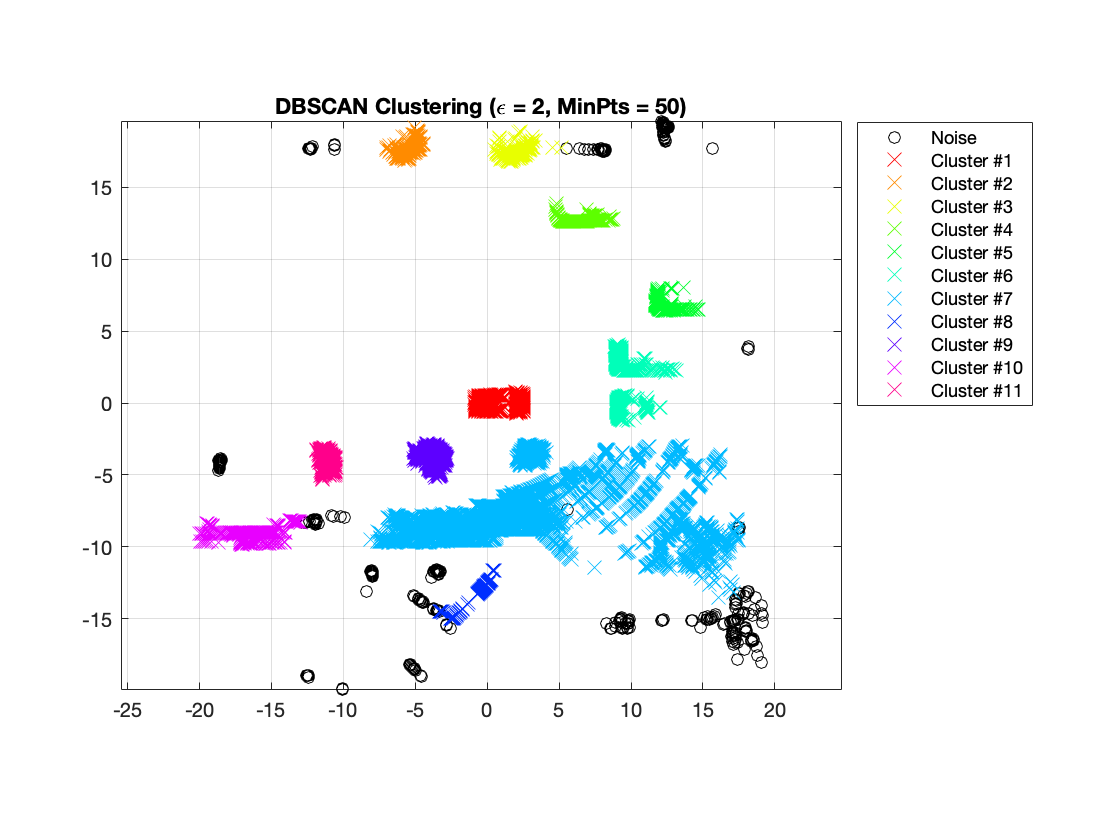 DBSCAN Clustering (ϵ = 2, MinPts = 50)
15
10
5
0
-5
-10
-15
-25 -20 -15 -10 -5 0 5 10 15 20
Noise
Cluster #1
Cluster #2
Cluster #3
Cluster #4
Cluster #5
Cluster #6
Cluster #7
Cluster #8
Cluster #9
Cluster #10
Cluster #11